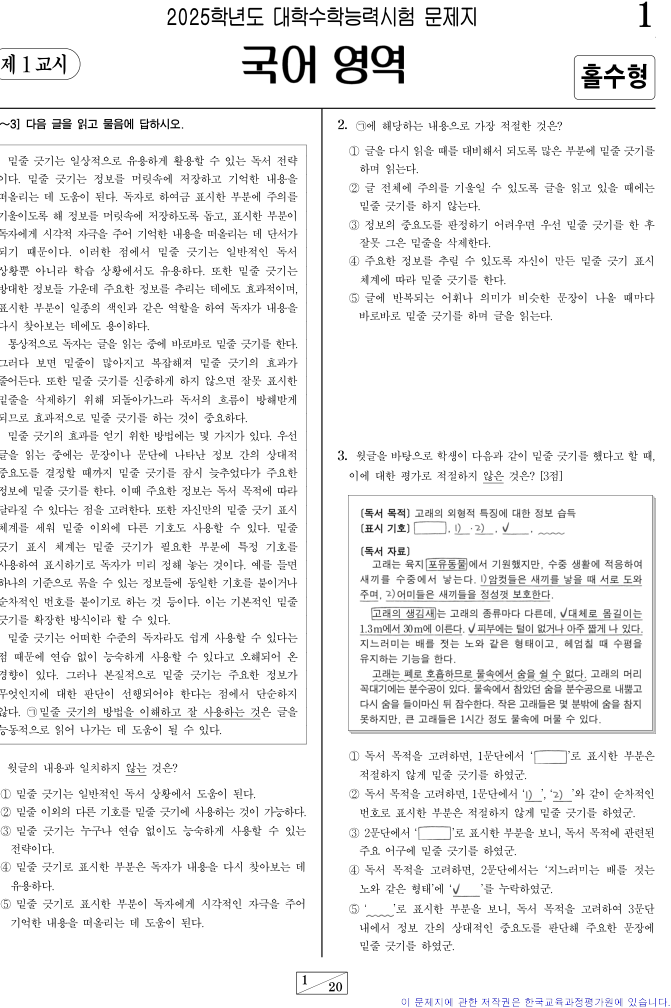 2025학년도 대학수학능력시험 문제지
1
제 1 교시
국어 영역
홀수형
~3] 다음 글을 읽고 물음에 답하시오.
밑줄 긋기는 일상적으로 유용하게 활용할 수 있는 독서 전략
이다. 밑줄 긋기는 정보를 머릿속에 저장하고 기억한 내용을
떠올리는 데 도움이 된다. 독자로 하여금 표시한 부분에 주의를
기울이도록 해 정보를 머릿속에 저장하도록 돕고, 표시한 부분이
독자에게 시각적 자극을 주어 기억한 내용을 떠올리는 데 단서가
되기 때문이다. 이러한 점에서 밑줄 긋기는 일반적인 독서
상황뿐 아니라 학습 상황에서도 유용하다. 또한 밑줄 긋기는
방대한 정보들 가운데 주요한 정보를 추리는 데에도 효과적이며,
표시한 부분이 일종의 색인과 같은 역할을 하여 독자가 내용을
다시 찾아보는 데에도 용이하다.
통상적으로 독자는 글을 읽는 중에 바로바로 밑줄 긋기를 한다.
그러다 보면 밑줄이 많아지고 복잡해져 밑줄 긋기의 효과가
줄어든다. 또한 밑줄 긋기를 신중하게 하지 않으면 잘못 표시한
밑줄을 삭제하기 위해 되돌아가느라 독서의 흐름이 방해받게
되므로 효과적으로 밑줄 긋기를 하는 것이 중요하다.
밑줄 긋기의 효과를 얻기 위한 방법에는 몇 가지가 있다. 우선
글을 읽는 중에는 문장이나 문단에 나타난 정보 간의 상대적
중요도를 결정할 때까지 밑줄 긋기를 잠시 늦추었다가 주요한
정보에 밑줄 긋기를 한다. 이때 주요한 정보는 독서 목적에 따라
달라질 수 있다는 점을 고려한다. 또한 자신만의 밑줄 긋기 표시
체계를 세워 밑줄 이외에 다른 기호도 사용할 수 있다. 밑줄
긋기 표시 체계는 밑줄 긋기가 필요한 부분에 특정 기호를
사용하여 표시하기로 독자가 미리 정해 놓는 것이다. 예를 들면
하나의 기준으로 묶을 수 있는 정보들에 동일한 기호를 붙이거나
순차적인 번호를 붙이기로 하는 것 등이다. 이는 기본적인 밑줄
긋기를 확장한 방식이라 할 수 있다.
밑줄 긋기는 어떠한 수준의 독자라도 쉽게 사용할 수 있다는
점 때문에 연습 없이 능숙하게 사용할 수 있다고 오해되어 온
경향이 있다. 그러나 본질적으로 밑줄 긋기는 주요한 정보가
무엇인지에 대한 판단이 선행되어야 한다는 점에서 단순하지
않다. ㉠밑줄 긋기의 방법을 이해하고 잘 사용하는 것은 글을
능동적으로 읽어 나가는 데 도움이 될 수 있다.
윗글의 내용과 일치하지 않는 것은?
① 밑줄 긋기는 일반적인 독서 상황에서 도움이 된다.
② 밑줄 이외의 다른 기호를 밑줄 긋기에 사용하는 것이 가능하다.
③ 밑줄 긋기는 누구나 연습 없이도 능숙하게 사용할 수 있는
전략이다.
④ 밑줄 긋기로 표시한 부분은 독자가 내용을 다시 찾아보는 데
유용하다.
⑤ 밑줄 긋기로 표시한 부분이 독자에게 시각적인 자극을 주어
기억한 내용을 떠올리는 데 도움이 된다.
2. ㉠에 해당하는 내용으로 가장 적절한 것은?
① 글을 다시 읽을 때를 대비해서 되도록 많은 부분에 밑줄 긋기를
하며 읽는다.
② 글 전체에 주의를 기울일 수 있도록 글을 읽고 있을 때에는
밑줄 긋기를 하지 않는다.
③ 정보의 중요도를 판정하기 어려우면 우선 밑줄 긋기를 한 후
잘못 그은 밑줄을 삭제한다.
④ 주요한 정보를 추릴 수 있도록 자신이 만든 밑줄 긋기 표시
체계에 따라 밑줄 긋기를 한다.
⑤ 글에 반복되는 어휘나 의미가 비슷한 문장이 나올 때마다
바로바로 밑줄 긋기를 하며 글을 읽는다.
3. 윗글을 바탕으로 학생이 다음과 같이 밑줄 긋기를 했다고 할 때,
이에 대한 평가로 적절하지 않은 것은? [3점]
[독서 목적] 고래의 외형적 특징에 대한 정보 습득
[표시 기호] , 1) · 2) , ✓ ,
[독서 자료]
고래는 육지 포유동물에서 기원했지만, 수중 생활에 적응하여
새끼를 수중에서 낳는다. 1)암컷들은 새끼를 낳을 때 서로 도와
주며, 2)어미들은 새끼들을 정성껏 보호한다.
고래의 생김새는 고래의 종류마다 다른데, ✓대체로 몸길이는
1.3m에서 30m에 이른다. ✓피부에는 털이 없거나 아주 짧게 나 있다.
지느러미는 배를 젓는 노와 같은 형태이고, 헤엄칠 때 수평을
유지하는 기능을 한다.
고래는 폐로 호흡하므로 물속에서 숨을 쉴 수 없다. 고래의 머리
꼭대기에는 분수공이 있다. 물속에서 참았던 숨을 분수공으로 내뿜고
다시 숨을 들이마신 뒤 잠수한다. 작은 고래들은 몇 분밖에 숨을 참지
못하지만, 큰 고래들은 1시간 정도 물속에 머물 수 있다.
① 독서 목적을 고려하면, 1문단에서 ‘ ’로 표시한 부분은
적절하지 않게 밑줄 긋기를 하였군.
② 독서 목적을 고려하면, 1문단에서 ‘1) ’, ‘2) ’와 같이 순차적인
번호로 표시한 부분은 적절하지 않게 밑줄 긋기를 하였군.
③ 2문단에서 ‘ ’로 표시한 부분을 보니, 독서 목적에 관련된
주요 어구에 밑줄 긋기를 하였군.
④ 독서 목적을 고려하면, 2문단에서는 ‘지느러미는 배를 젓는
노와 같은 형태’에 ‘✓ ’를 누락하였군.
⑤ ‘ ’로 표시한 부분을 보니, 독서 목적을 고려하여 3문단
내에서 정보 간의 상대적인 중요도를 판단해 주요한 문장에
밑줄 긋기를 하였군.
1
20
이 문제지에 관한 저작권은 한국교육과정평가원에 있습니다.